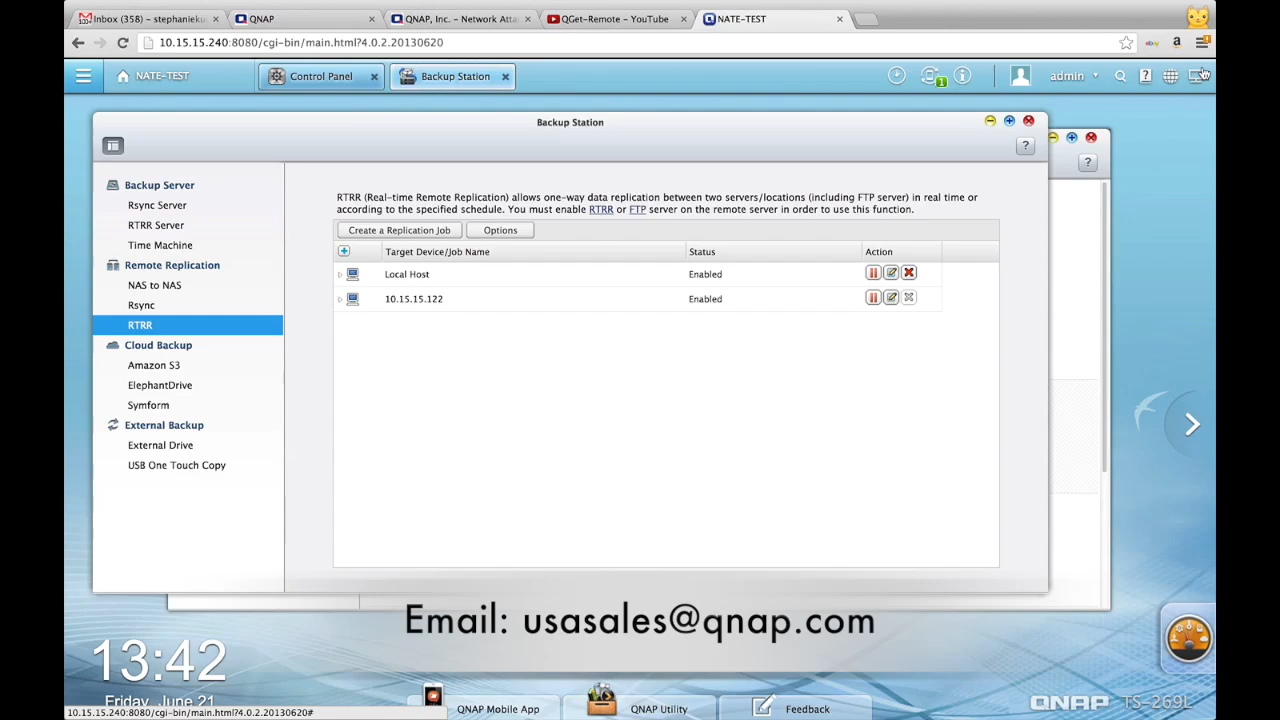 Inbox (358) – stephanieku
QNAP
QNAP, Inc. - Network Atta
QGet-Remote - YouTube
NATE-TEST
10.15.15.240:8080/cgi-bin/main.html?4.0.2.20130620
ebay
a
NATE-TEST
Control Panel
Backup Station
1
admin
?
Backup Station
?
?
Backup Server
Rsync Server
RTRR Server
Time Machine
Remote Replication
NAS to NAS
Rsync
RTRR
Cloud Backup
Amazon S3
ElephantDrive
Symform
External Backup
External Drive
USB One Touch Copy
RTRR (Real-time Remote Replication) allows one-way data replication between two servers/locations (including FTP server) in real time or
according to the specified schedule. You must enable RTRR or FTP server on the remote server in order to use this function.
Create a Replication Job
Options
Target Device/Job Name
Status
Action
Local Host
Enabled
10.15.15.122
Enabled
Email: usasales@qnap.com
13:42
Friday, June 21
10.15.15.240:8080/cgi-bin/main.html?4.0.2.20130620#
QNAP Mobile App
QNAP Utility
Feedback
QNAP TS-269L